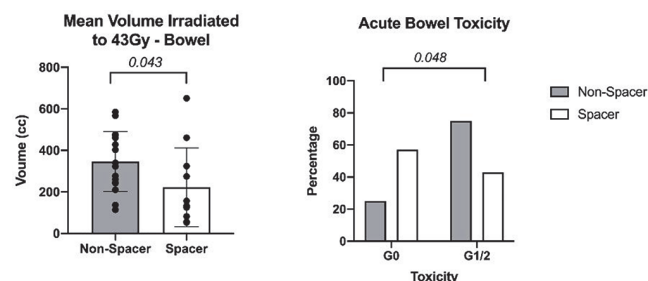 Mean Volume Irradiated
to 43Gy - Bowel
0.043
800
600
400
200
0
Voume (cc)
Non-Spacer Spacer
Acute Bowel Toxicity
0.048
100
80
60
40
20
0
Percentage
G0 G1/2
Toxicity
Non-Spacer
Spacer